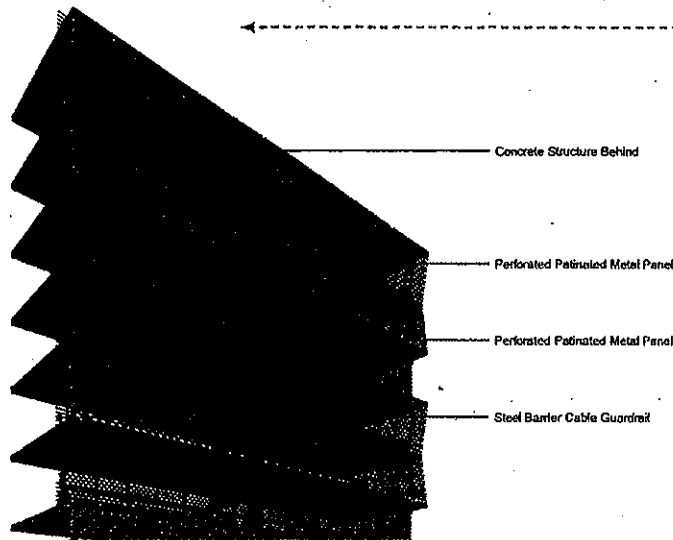 Concrete Structure Behind
Perforated Patinated Metal Panel
Perforated Patinated Metal Panel
Steel Barrier Cable Guardrail